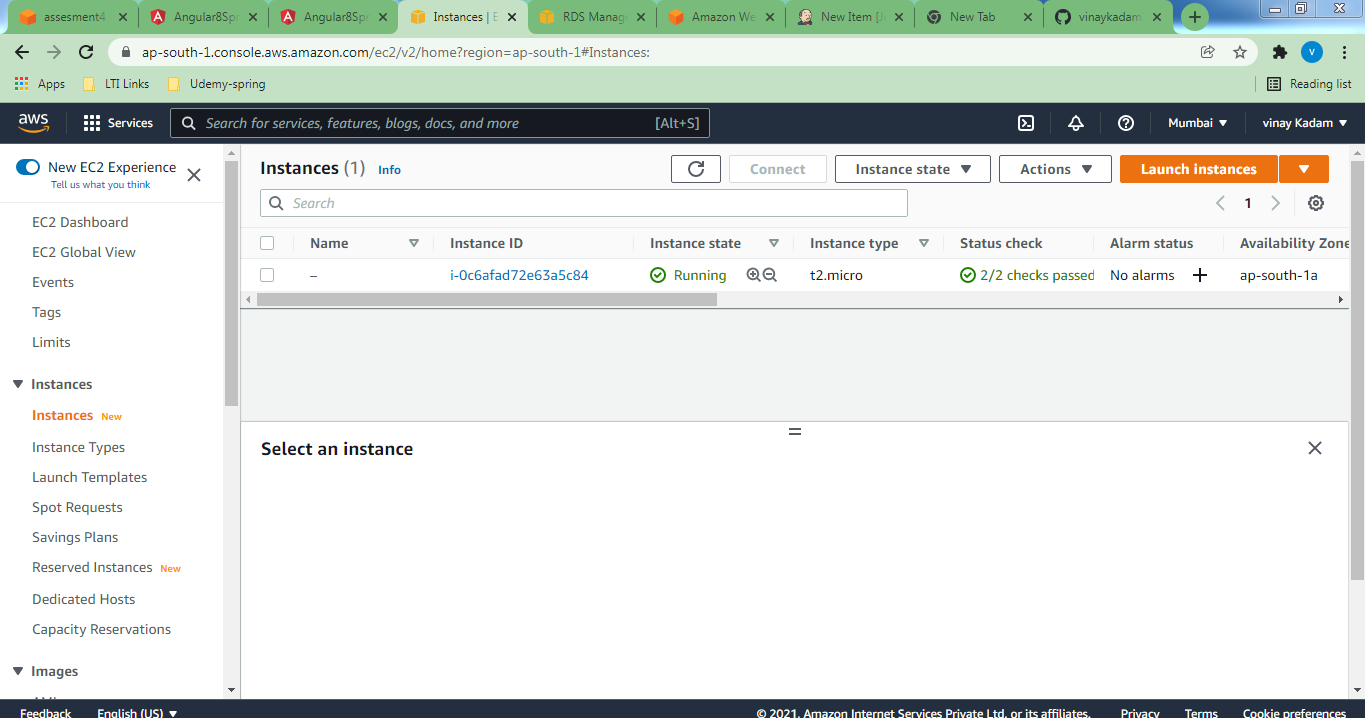 assesment4
Angular8Spr
Angular8Spr
Instances | E
RDS Manag
Amazon We
New Item [J
New Tab
vinaykadam
ap-south-1.console.aws.amazon.com/ec2/v2/home?region=ap-south-1#Instances:
V
Apps
LTI Links
Udemy-spring
Reading list
aws
Services
Search for services, features, blogs, docs, and more
[Alt+S]
Mumbai
vinay Kadam
New EC2 Experience
Tell us what you think
EC2 Dashboard
EC2 Global View
Events
Tags
Limits
Instances
Instances New
Instance Types
Launch Templates
Spot Requests
Savings Plans
Reserved Instances New
Dedicated Hosts
Capacity Reservations
Images
Instances (1) Info
Connect
Instance state
Actions
Launch instances
Search
1
Name
Instance ID
Instance state
Instance type
Status check
Alarm status
Availability Zone
–
i-0c6afad72e63a5c84
Running
t2.micro
2/2 checks passed
No alarms
ap-south-1a
Select an instance
Feedback
English (US)
© 2021, Amazon Internet Services Private Ltd. or its affiliates.
Privacy
Terms
Cookie preferences